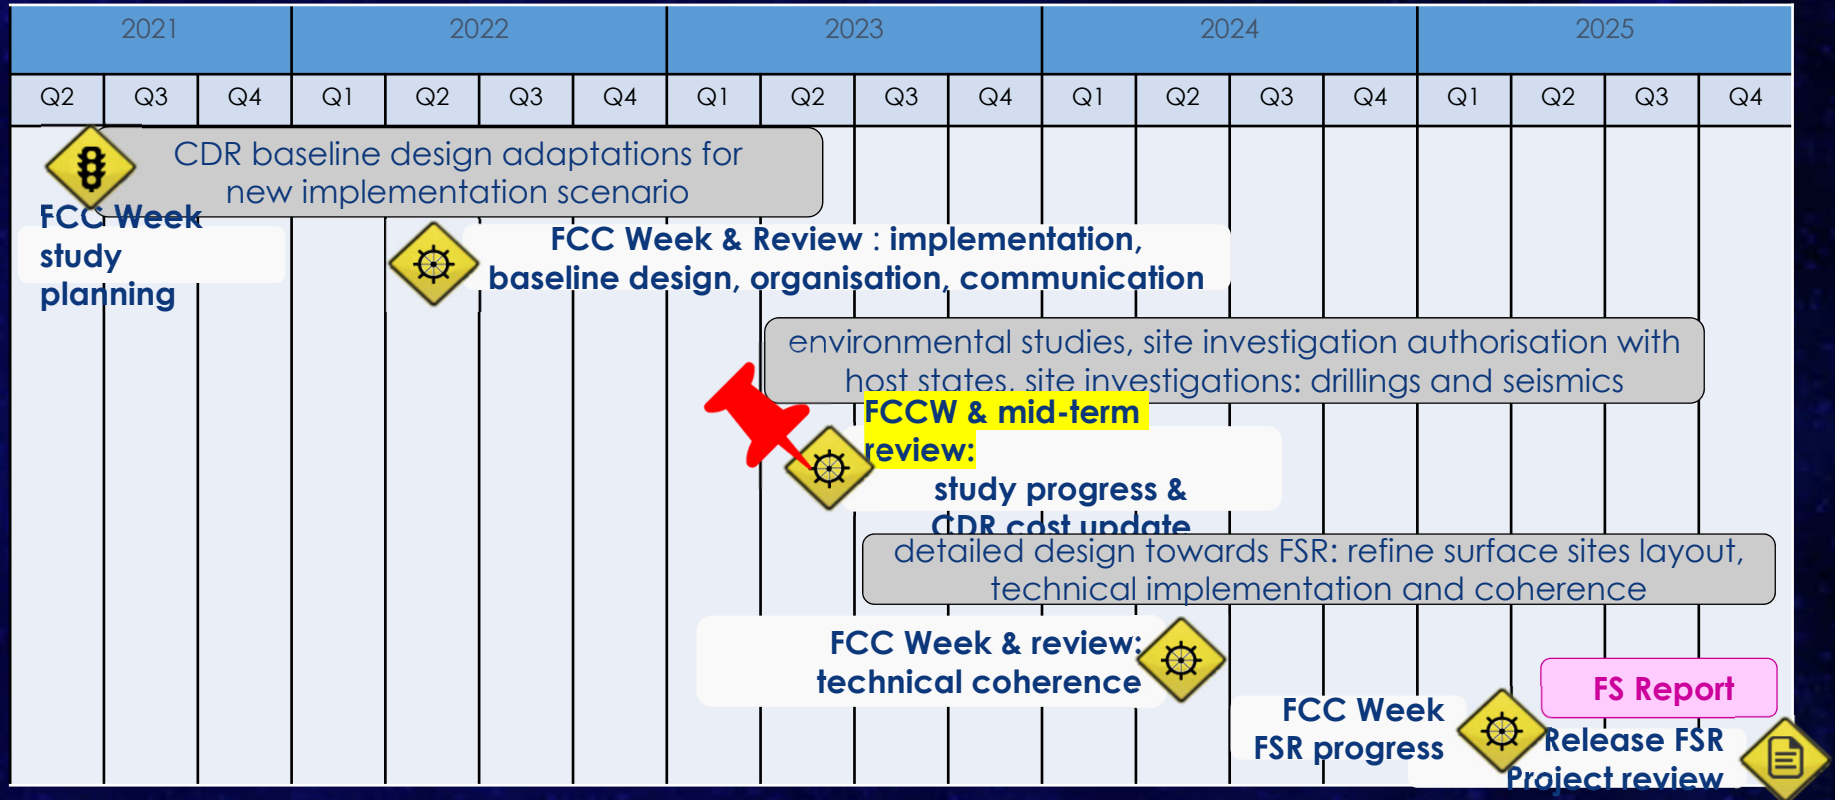 2021 2022 2023 2024 2025
Q2 Q3 Q4 Q1 Q2 Q3 Q4 Q1 Q2 Q3 Q4 Q1 Q2 Q3 Q4 Q1 Q2 Q3 Q4
CDR baseline design adaptations for
new implementation scenario
FCC Week
study
planning
FCC Week & Review : implementation,
baseline design, organisation, communication
environmental studies, site investigation authorisation with
host states, site investigations: drillings and seismics
FCCW & mid-term
review:
study progress &
CDR cost update
detailed design towards FSR: refine surface sites layout,
technical implementation and coherence
FCC Week & review:
technical coherence
FS Report
FCC Week
FSR progress
Release FSR
Project review